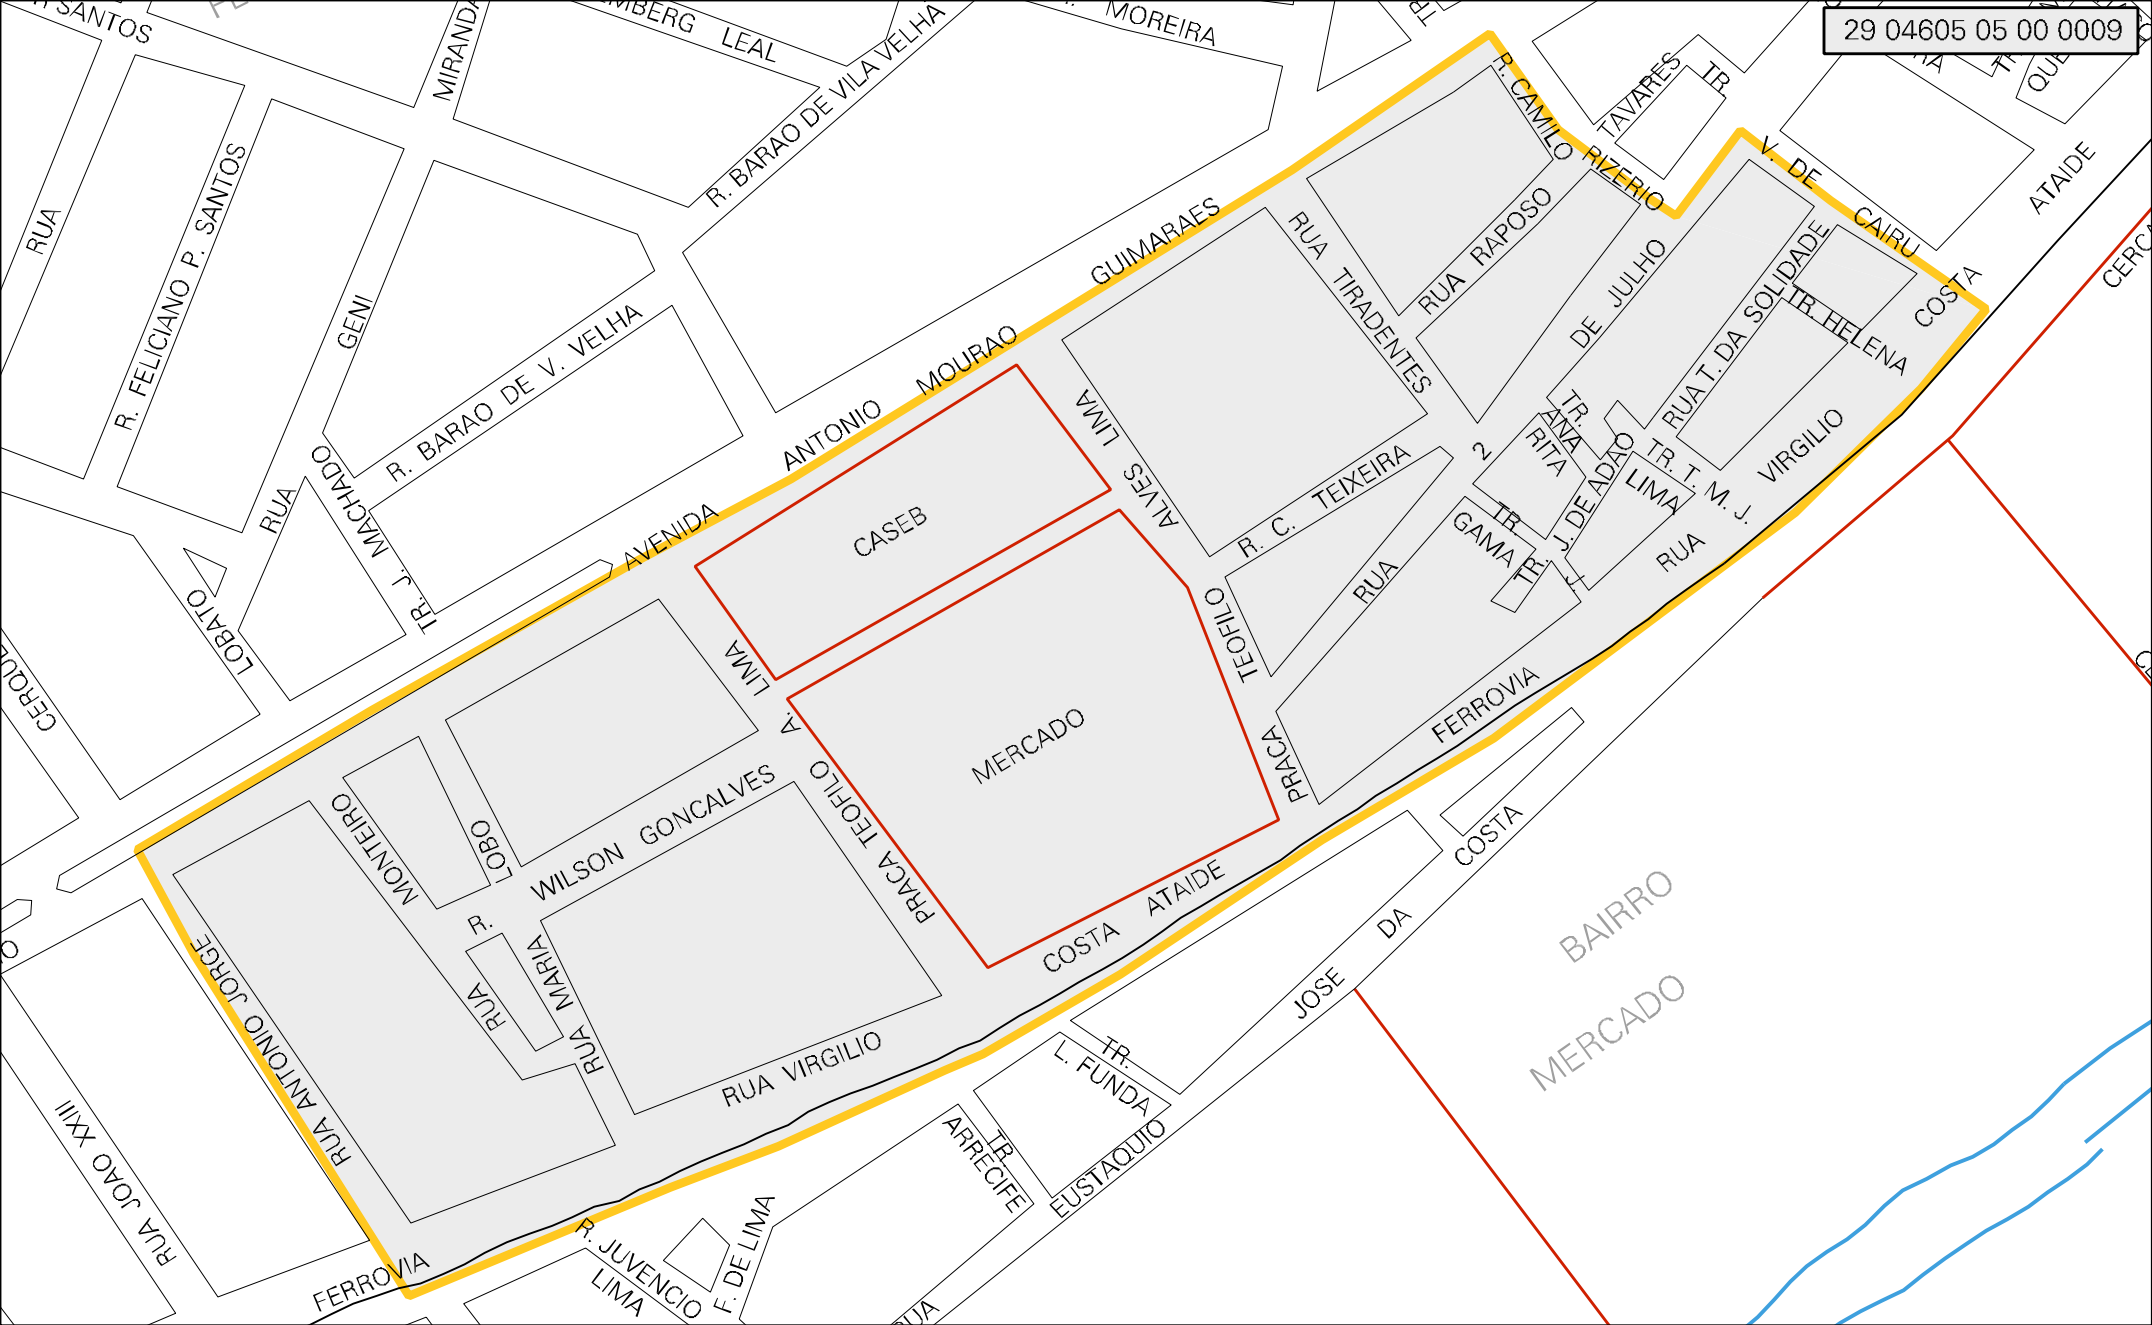 SANTOS
MIRANDA
LEAL
R. BARAO DE VILA VELHA
MOREIRA
29 04605 05 00 0009
R. CAMILO RIZERIO
TAVARES
TR.
V. DE CAIRU
ATAIDE
COSTA
RUA
R. FELICIANO P. SANTOS
GENI
RUA
R. BARAO DE V. VELHA
TR. J. MACHADO
LOBATO
AVENIDA ANTONIO MOURAO GUIMARAES
RUA TIRADENTES
RUA RAPOSO
RUA 2 DE JULHO
RUA T. DA SOLIDADE
TR. HELENA
TR. ANA RITA
TR. J. DE ADAO
TR. T. M. J.
LIMA
TR. GAMA
J.
RUA VIRGILIO
R. C. TEIXEIRA
CASEB
MERCADO
PRACA TEOFILO ALVES LIMA
PRACA TEOFILO A. LIMA
R. WILSON GONCALVES
RUA MONTEIRO
RUA MARIA LOBO
RUA ANTONIO JORGE
RUA JOAO XXIII
RUA VIRGILIO COSTA ATAIDE
FERROVIA
FERROVIA
R. JUVENCIO LIMA
F. DE LIMA
TR. ARRECIFE
TR. L. FUNDA
EUSTAQUIO JOSE DA COSTA
BAIRRO
MERCADO